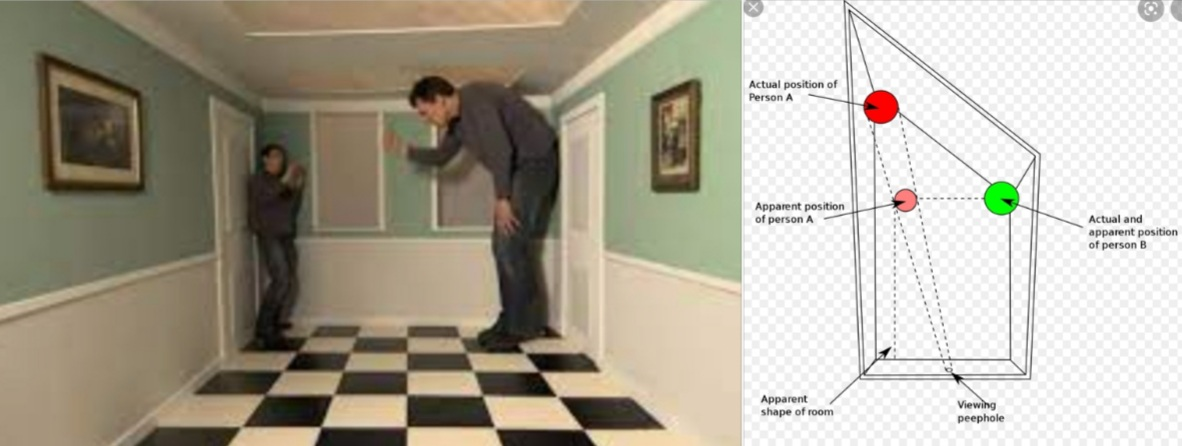 Actual position of
Person A
Apparent position
of person A
Actual and
apparent position
of person B
Apparent
shape of room
Viewing
peephole